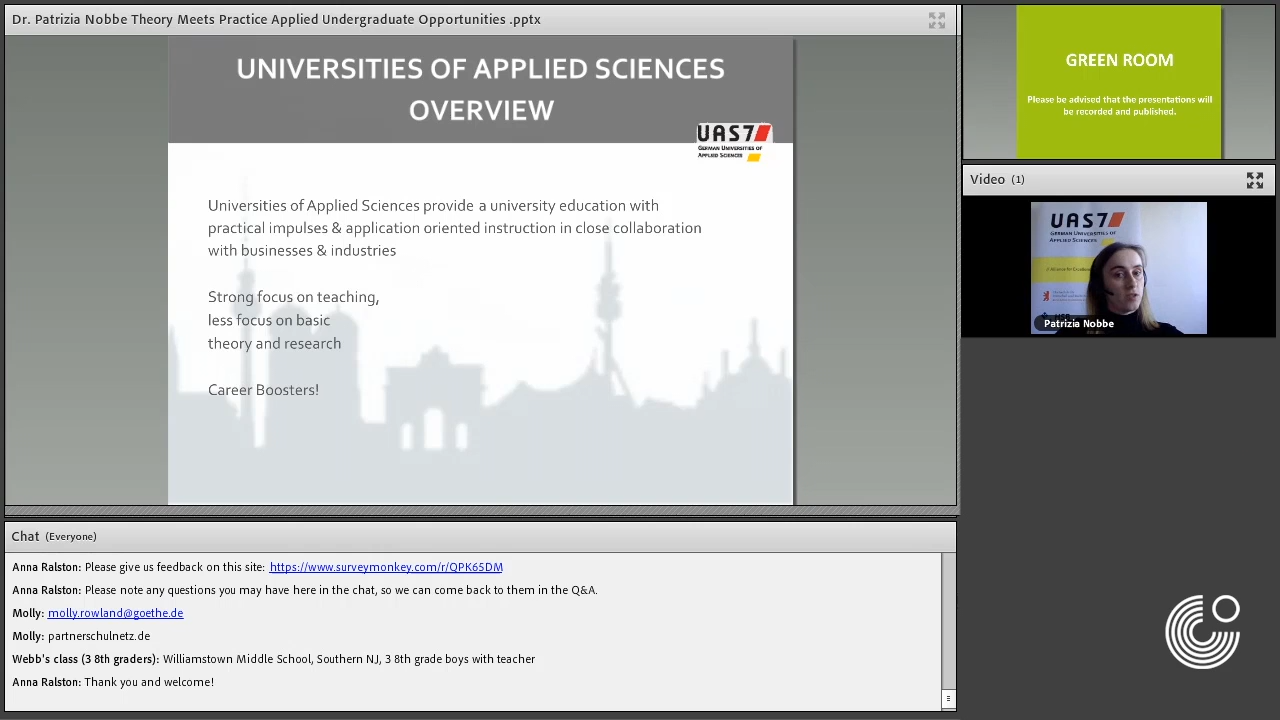 Dr. Patrizia Nobbe Theory Meets Practice Applied Undergraduate Opportunities .pptx
UNIVERSITIES OF APPLIED SCIENCES
OVERVIEW
UAS7
GERMAN UNIVERSITIES OF
APPLIED SCIENCES
Universities of Applied Sciences provide a university education with
practical impulses & application oriented instruction in close collaboration
with businesses & industries
Strong focus on teaching,
less focus on basic
theory and research
Career Boosters!
GREEN ROOM
Please be advised that the presentations will
be recorded and published.
Video (1)
UAS7
GERMAN UNIVERSITIES OF
APPLIED SCIENCES
Patrizia Nobbe
Chat (Everyone)
Anna Ralston: Please give us feedback on this site: https://www.surveymonkey.com/r/QPK65DM
Anna Ralston: Please note any questions you may have here in the chat, so we can come back to them in the Q&A.
Molly: molly.rowland@goethe.de
Molly: partnerschulnetz.de
Webb's class (3 8th graders): Williamstown Middle School, Southern NJ, 3 8th grade boys with teacher
Anna Ralston: Thank you and welcome!